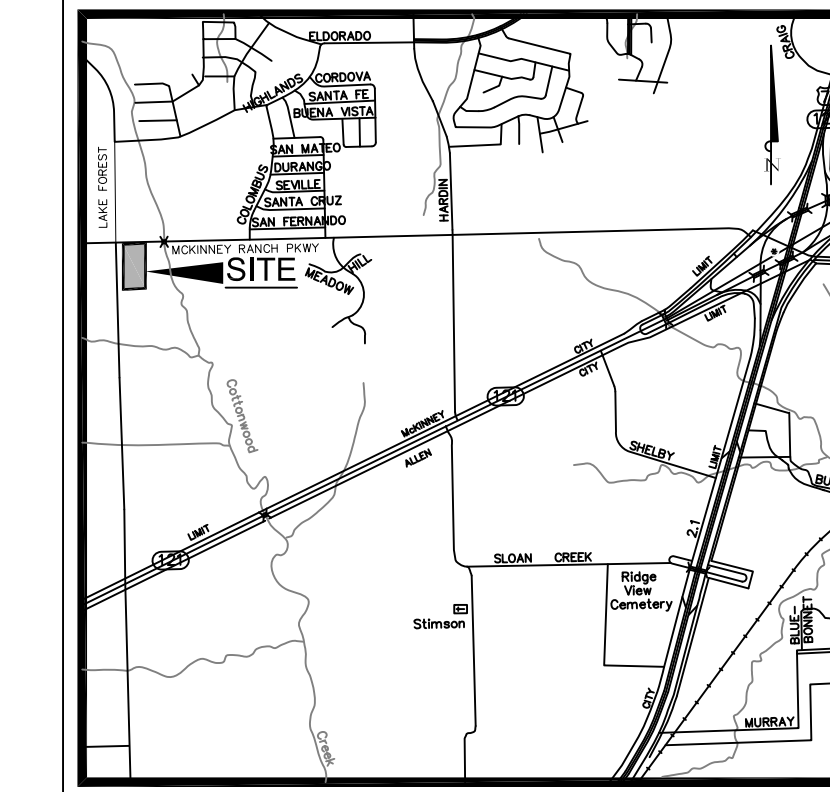 ELDORADO
CRAIG
HIGHLANDS
CORDOVA
SANTA FE
BUENA VISTA
SAN MATEO
DURANGO
SEVILLE
SANTA CRUZ
SAN FERNANDO
COLOMBUS
LAKE FOREST
HARDIN
N
MCKINNEY RANCH PKWY
SITE
MEADOW HILL
LIMIT
*
LIMIT
CITY
CITY
121
McKINNEY
ALLEN
Cottonwood
SHELBY
LIMIT
BU
2.1
LIMIT
121
SLOAN CREEK
Ridge
View
Cemetery
Stimson
BLUE-
BONNET
CITY
MURRAY
Creek